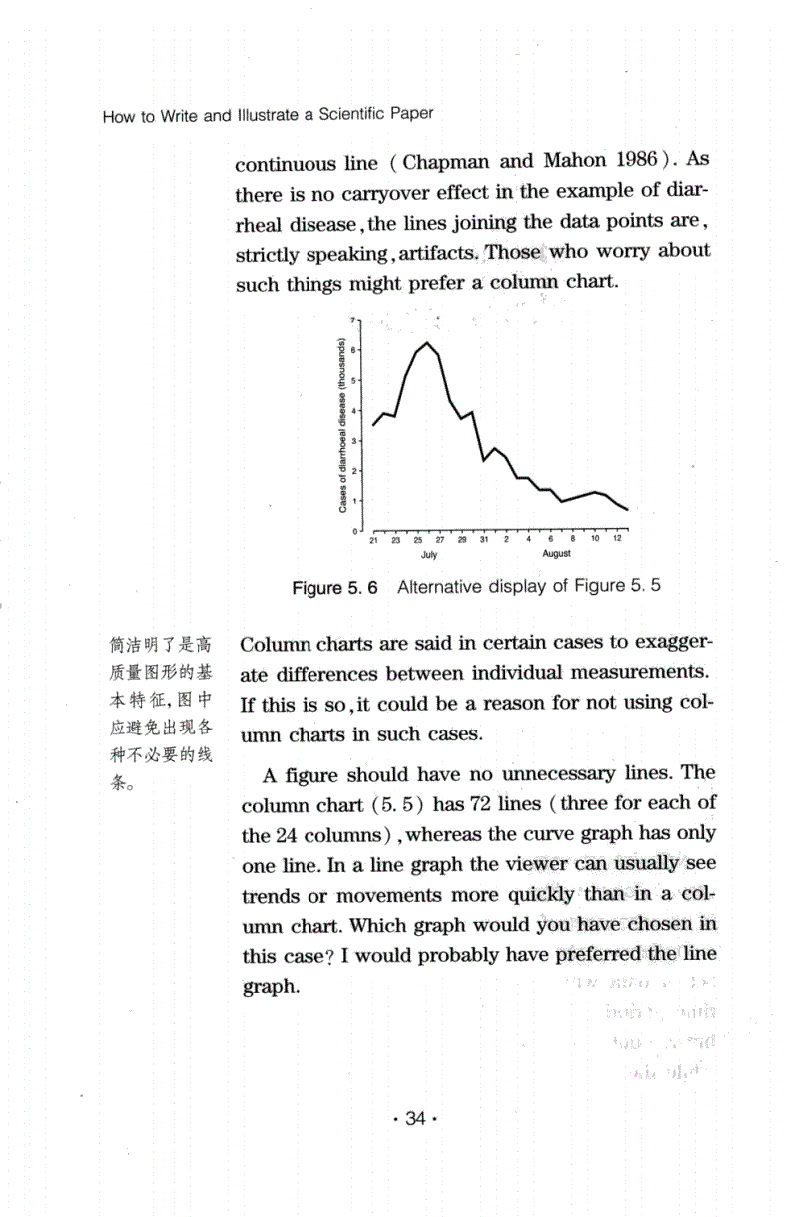 How to Write and Illustrate a Scientific Paper
continuous line ( Chapman and Mahon 1986). As
there is no carryover effect in the example of diar-
rheal disease,the lines joining the data points are,
strictly speaking,artifacts. Those who worry about
such things might prefer a column chart.
Cases of diarrhoeal disease (thousands)
7
6
5
4
3
2
1
0
21 23 25 27 29 31 2 4 6 8 10 12
July August
Figure 5. 6 Alternative display of Figure 5. 5
简洁明了是高
质量图形的基
本特征,图中
应避免出现各
种不必要的线
条。
Column charts are said in certain cases to exagger-
ate differences between individual measurements.
If this is so,it could be a reason for not using col-
umn charts in such cases.
A figure should have no unnecessary lines. The
column chart (5. 5) has 72 lines (three for each of
the 24 columns),whereas the curve graph has only
one line. In a line graph the viewer can usually see
trends or movements more quickly than in a col-
umn chart. Which graph would you have chosen in
this case? I would probably have preferred the line
graph.
· 34 ·